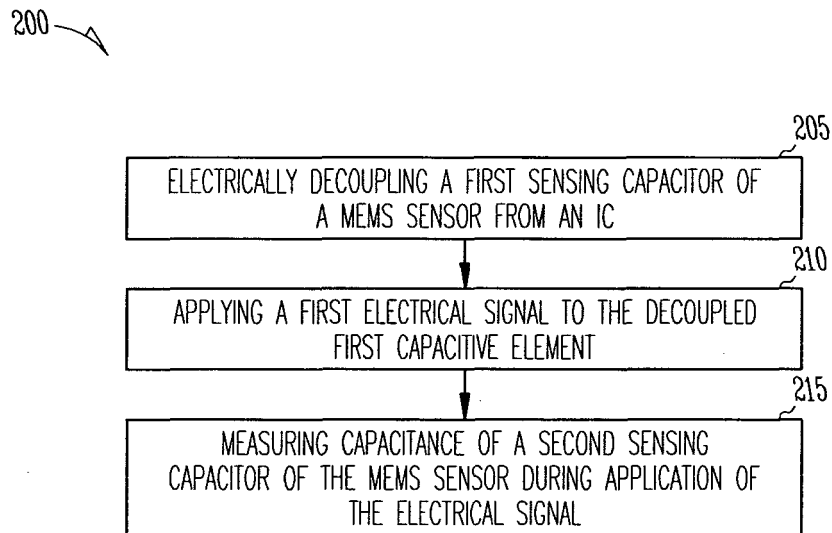 200
205
ELECTRICALLY DECOUPLING A FIRST SENSING CAPACITOR OF
A MEMS SENSOR FROM AN IC
210
APPLYING A FIRST ELECTRICAL SIGNAL TO THE DECOUPLED
FIRST CAPACITIVE ELEMENT
215
MEASURING CAPACITANCE OF A SECOND SENSING
CAPACITOR OF THE MEMS SENSOR DURING APPLICATION OF
THE ELECTRICAL SIGNAL